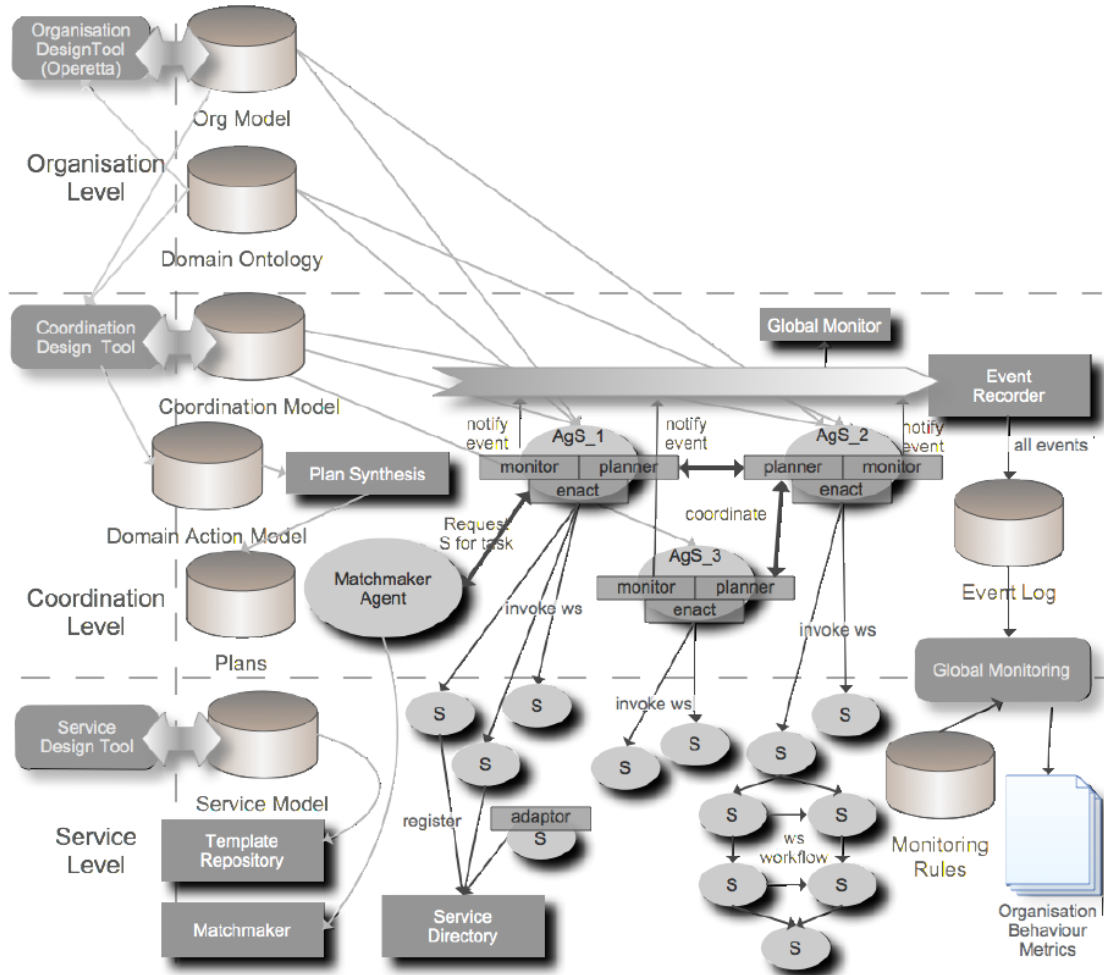 Organisation
DesignTool
(Operetta)
Org Model
Organisation
Level
Domain Ontology
Coordination
Design Tool
Coordination Model
Global Monitor
Event
Recorder
notify
event
AgS_1
monitor
planner
enact
notify
event
AgS_2
planner
monitor
enact
notify
event
all events
Plan Synthesis
Domain Action Model
Request
S for task
coordinate
Matchmaker
Agent
AgS_3
monitor
planner
enact
Event Log
Coordination
Level
Plans
invoke ws
invoke ws
invoke ws
Global Monitoring
Service
Design Tool
Service Model
S
S
S
S
S
S
S
Service
Level
Template
Repository
register
adaptor
S
S
S
ws
workflow
S
S
S
Monitoring
Rules
Matchmaker
Service
Directory
Organisation
Behaviour
Metrics